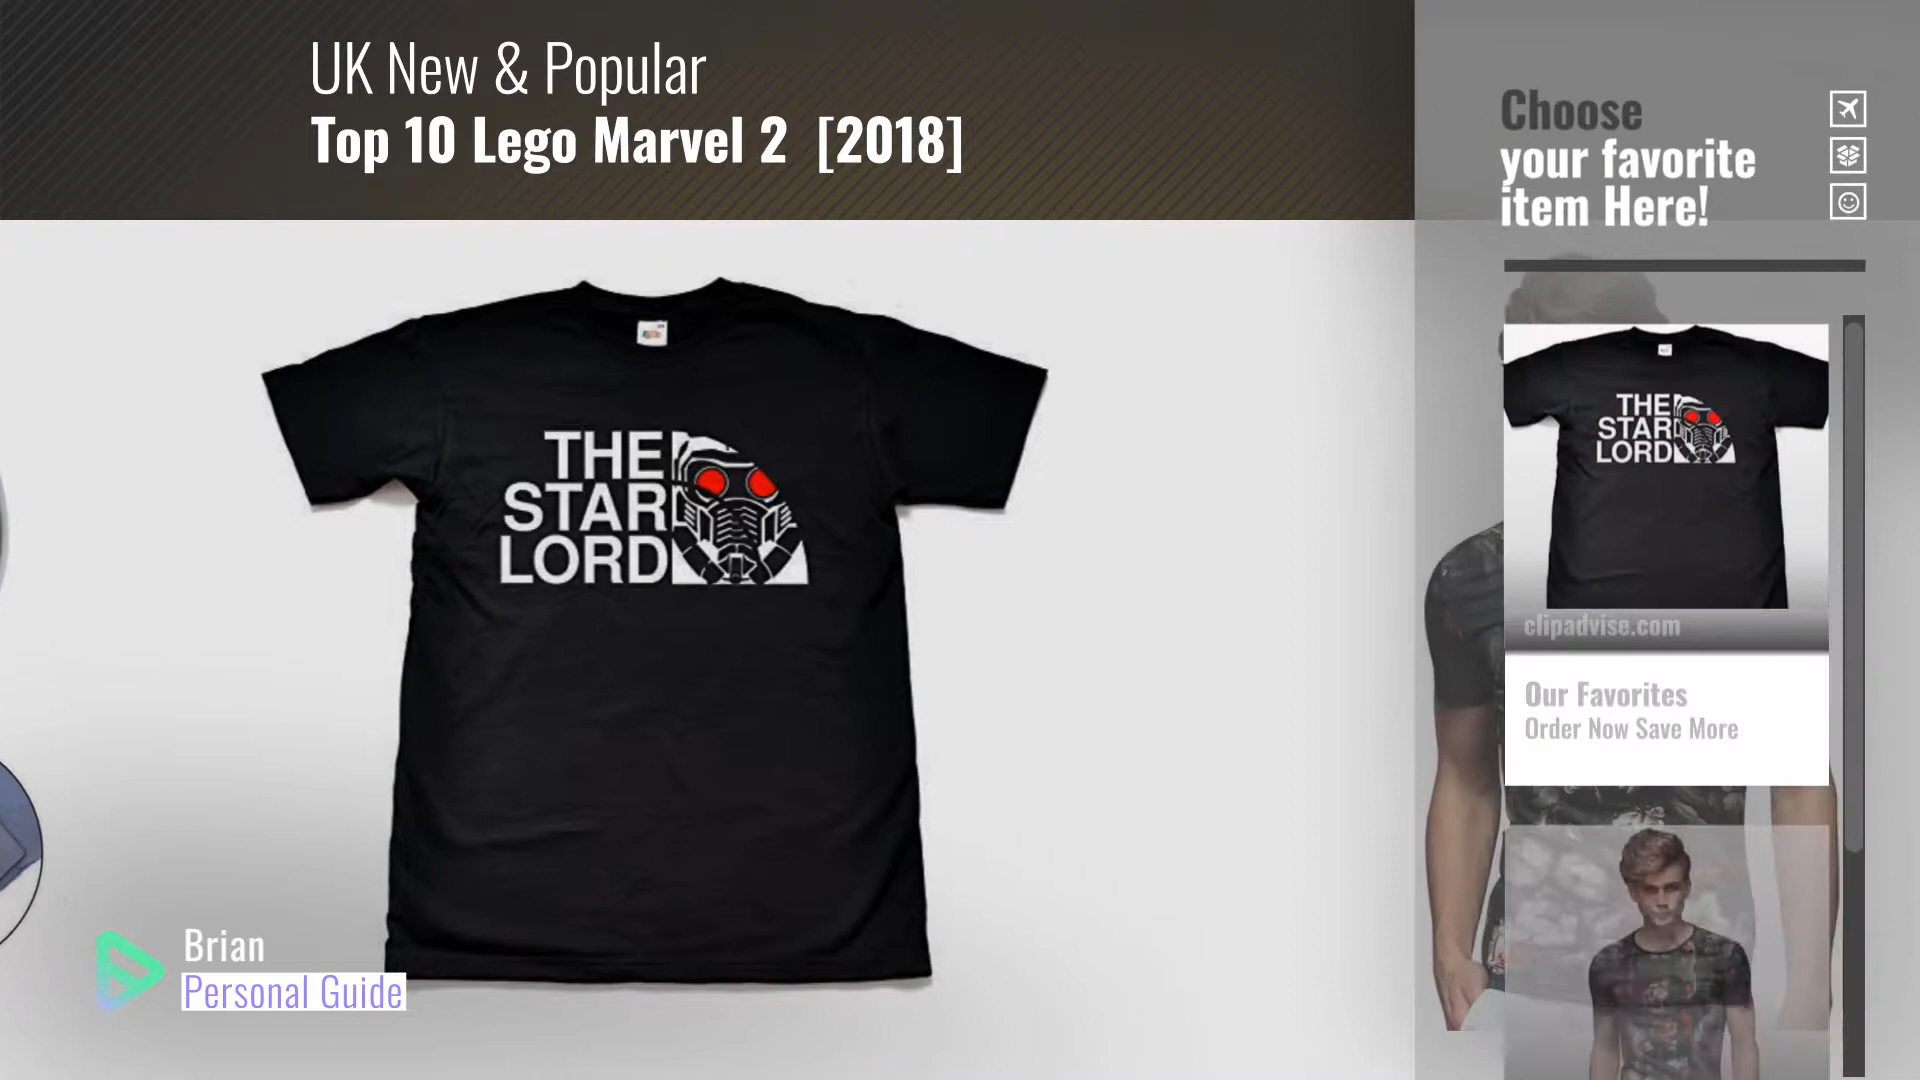 UK New & Popular
Top 10 Lego Marvel 2 [2018]
Choose
your favorite
item Here!
THE
STAR
LORD
THE
STAR
LORD
clipadvise.com
Our Favorites
Order Now Save More
Brian
Personal Guide